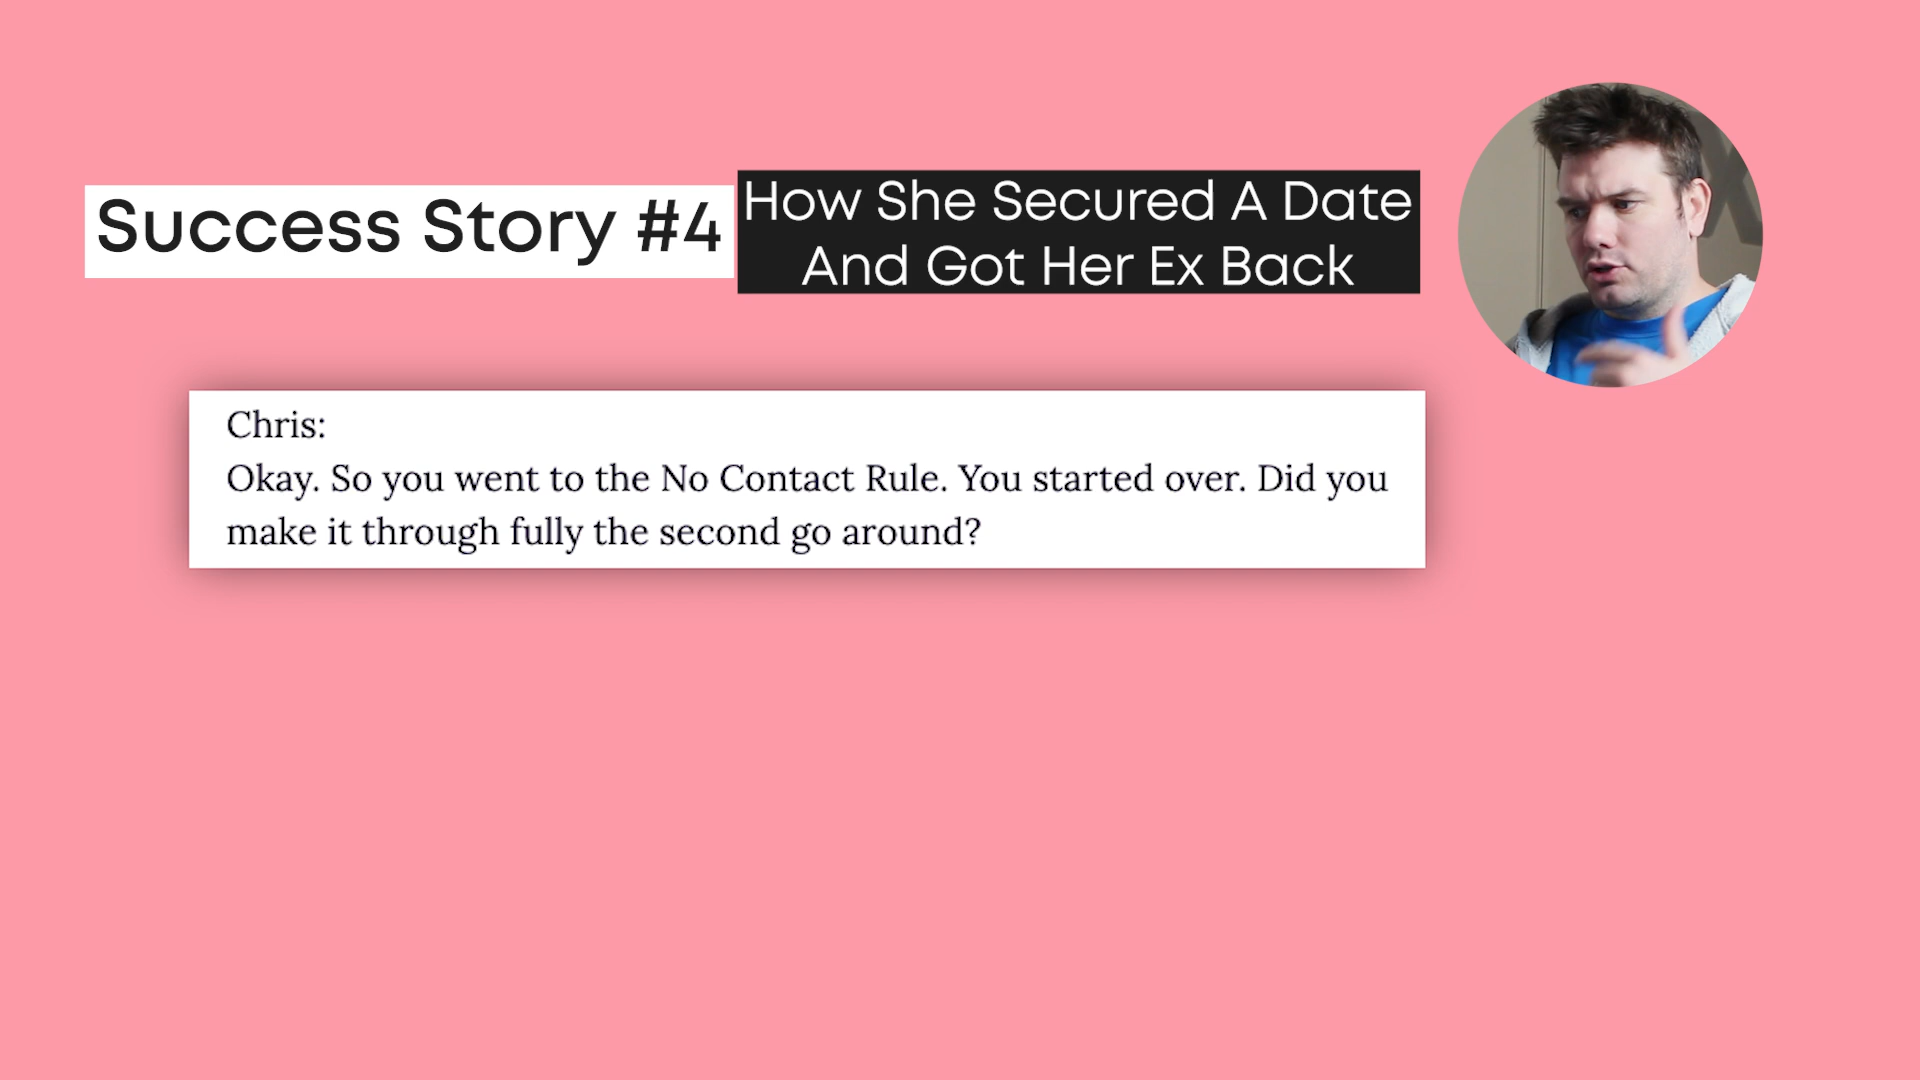 Success Story #4
How She Secured A Date
And Got Her Ex Back
Chris:
Okay. So you went to the No Contact Rule. You started over. Did you
make it through fully the second go around?